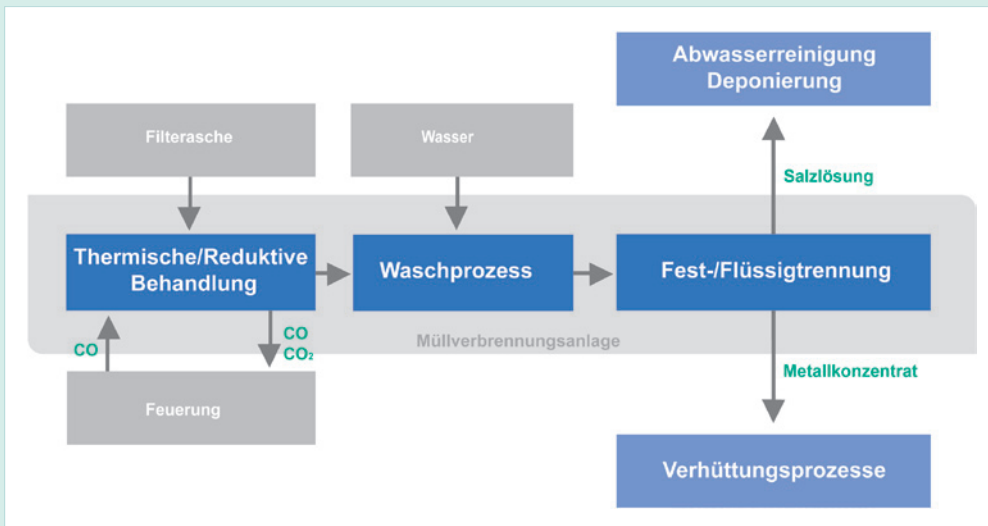 Abwasserreinigung
Deponierung
Filterasche
Wasser
Salzlösung
Thermische/Reduktive
Behandlung
Waschprozess
Fest-/Flüssigtrennung
CO
CO
CO₂
Müllverbrennungsanlage
Metallkonzentrat
Feuerung
Verhüttungsprozesse